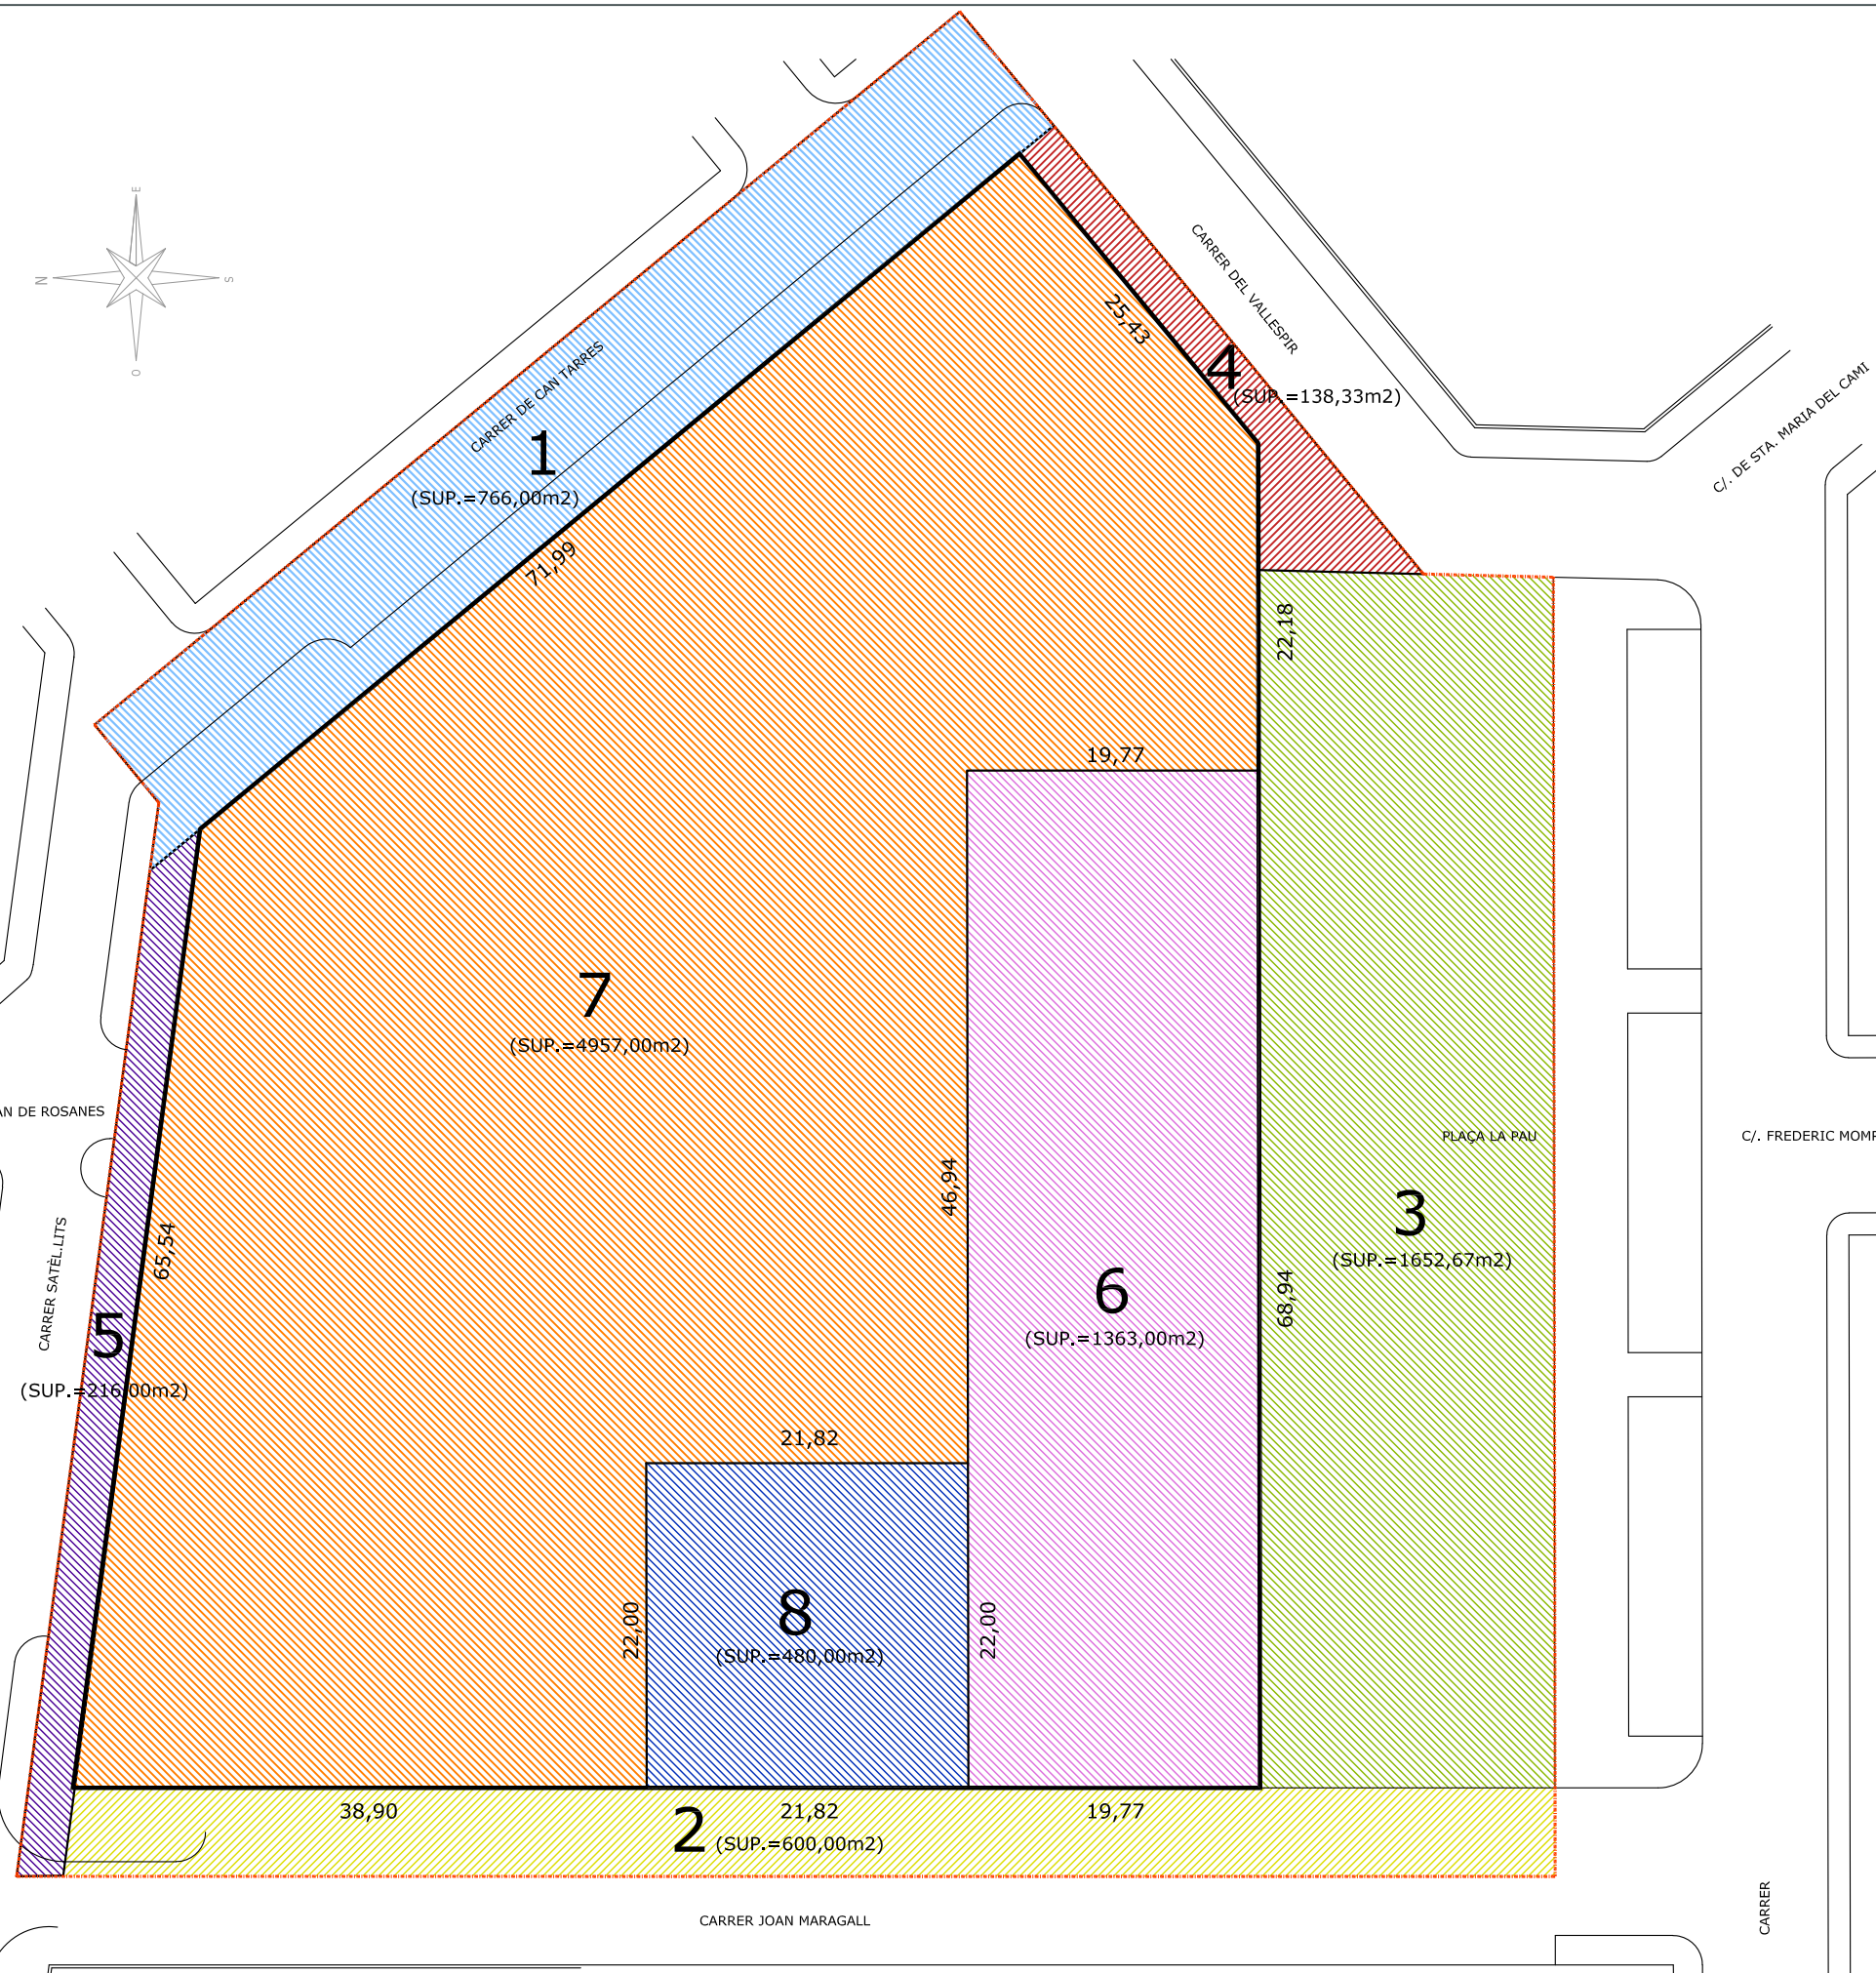 E
N
S
O
CARRER DEL VALLESPIR
25,43
4
(SUP.=138,33m2)
CARRER DE CAN TARRES
1
(SUP.=766,00m2)
71,99
C/. DE STA. MARIA DEL CAMI
22,18
19,77
7
(SUP.=4957,00m2)
AN DE ROSANES
PLAÇA LA PAU
C/. FREDERIC MOMP
46,94
3
(SUP.=1652,67m2)
65,54
CARRER SATÈL.LITS
6
(SUP.=1363,00m2)
68,94
5
(SUP.=216,00m2)
21,82
22,00
8
(SUP.=480,00m2)
22,00
38,90
21,82
19,77
2
(SUP.=600,00m2)
CARRER JOAN MARAGALL
CARRER